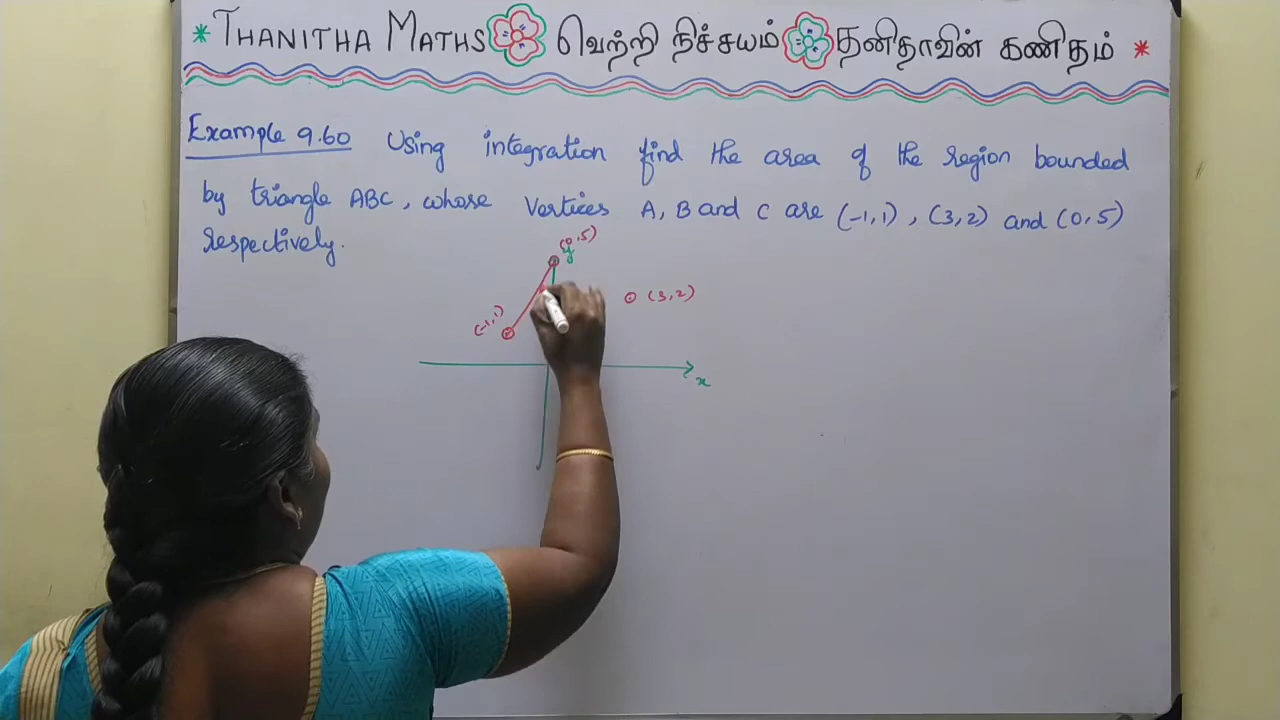 * THANITHA MATHS வெற்றி நிச்சயம் தனிதாவின் கணிதம் *
Example 9.60 Using integration find the area of the region bounded
by triangle ABC, whose vertices A, B and C are (-1,1), (3,2) and (0,5)
respectively.
(0,5)
y
(3,2)
(-1,1)
x